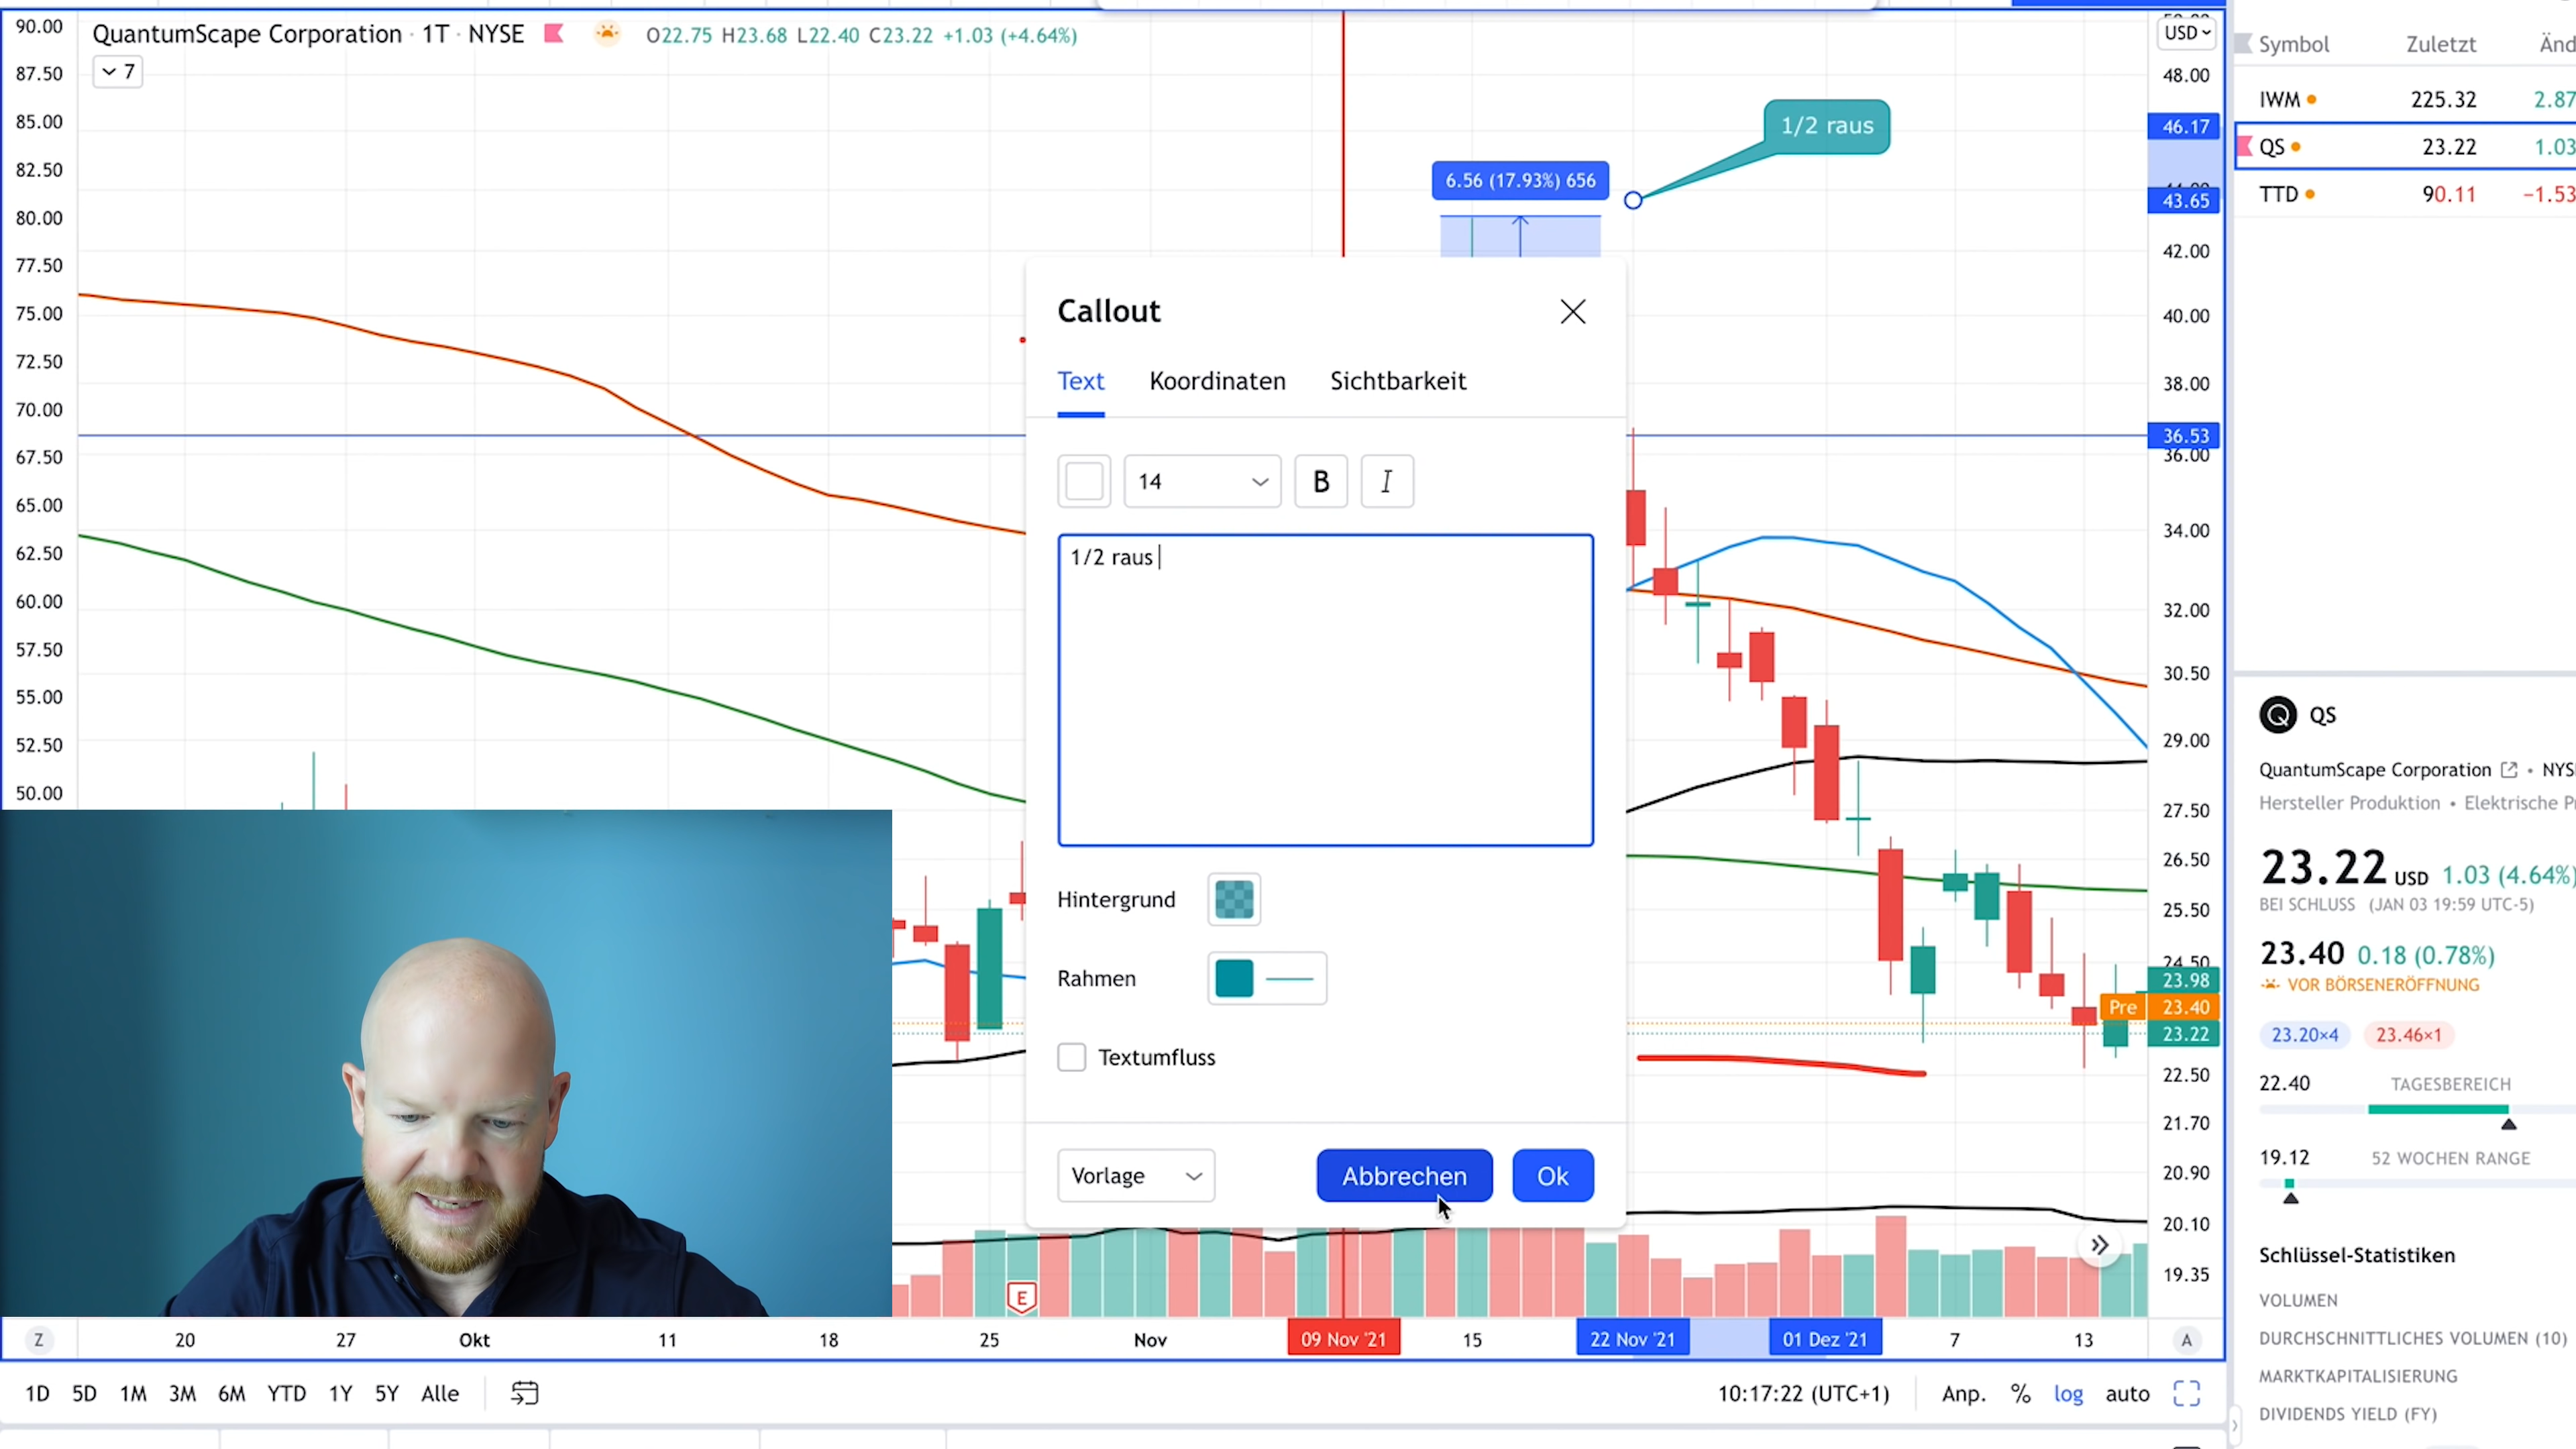 QuantumScape Corporation · 1T · NYSE
O22.75 H23.68 L22.40 C23.22 +1.03 (+4.64%)
7
90.00
87.50
85.00
82.50
80.00
77.50
75.00
72.50
70.00
67.50
65.00
62.50
60.00
57.50
55.00
52.50
50.00
1/2 raus
6.56 (17.93%) 656
Callout
Text Koordinaten Sichtbarkeit
14 B I
1/2 raus
Hintergrund
Rahmen
Textumfluss
Vorlage
Abbrechen
Ok
E
USD
48.00
46.17
43.65
42.00
40.00
38.00
36.53
36.00
34.00
32.00
30.50
29.00
27.50
26.50
25.50
24.50
23.98
Pre 23.40
23.22
22.50
21.70
20.90
20.10
19.35
Z 20 27 Okt 11 18 25 Nov 09 Nov '21 15 22 Nov '21 01 Dez '21 7 13 A
1D 5D 1M 3M 6M YTD 1Y 5Y Alle
10:17:22 (UTC+1) Anp. % log auto
Symbol Zuletzt Änd
IWM 225.32 2.87
QS 23.22 1.03
TTD 90.11 −1.53
QS
QuantumScape Corporation • NYS
Hersteller Produktion • Elektrische P
23.22 USD 1.03 (4.64%)
BEI SCHLUSS (JAN 03 19:59 UTC-5)
23.40 0.18 (0.78%)
VOR BÖRSENERÖFFNUNG
23.20×4 23.46×1
22.40 TAGESBEREICH
19.12 52 WOCHEN RANGE
Schlüssel-Statistiken
VOLUMEN
DURCHSCHNITTLICHES VOLUMEN (10)
MARKTKAPITALISIERUNG
DIVIDENDS YIELD (FY)